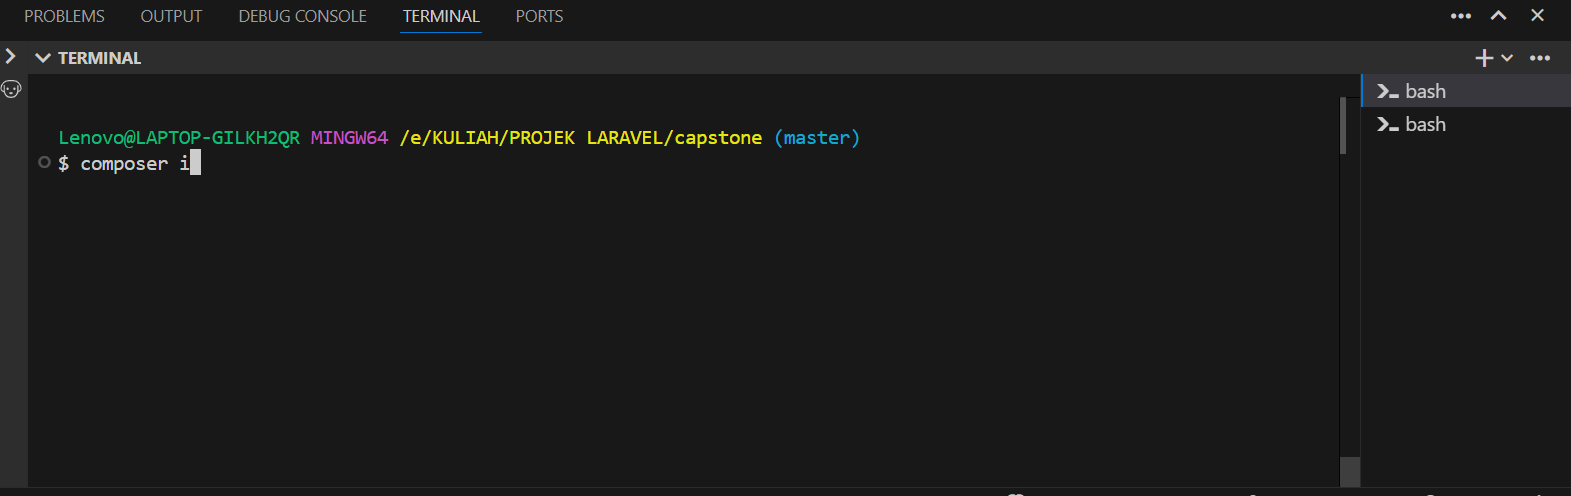 PROBLEMS OUTPUT DEBUG CONSOLE TERMINAL PORTS
TERMINAL
bash
bash
Lenovo@LAPTOP-GILKH2QR MINGW64 /e/KULIAH/PROJEK LARAVEL/capstone (master)
$ composer i